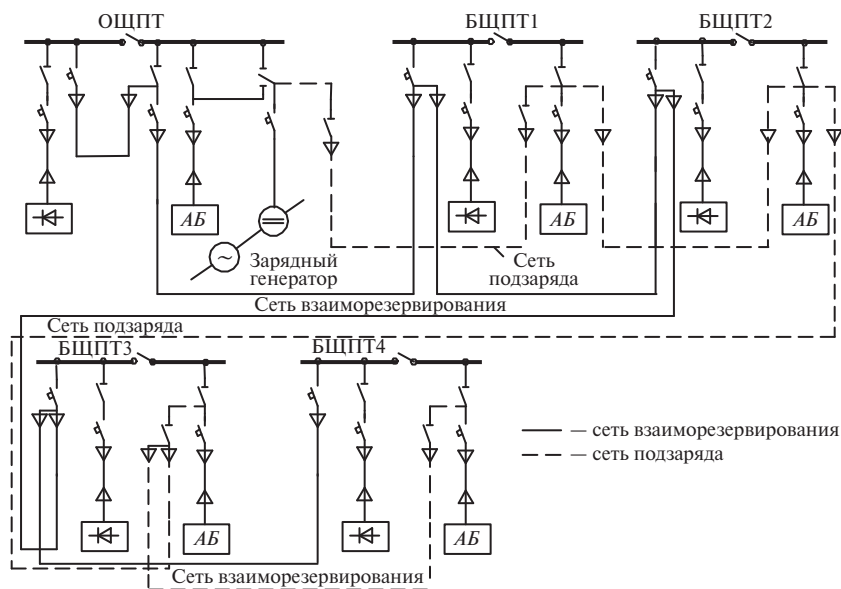 ОЩПТ
БЩПТ1
БЩПТ2
АБ
АБ
АБ
Зарядный
генератор
Сеть
подзаряда
Сеть взаиморезервирования
Сеть подзаряда
БЩПТ3
БЩПТ4
— сеть взаиморезервирования
— сеть подзаряда
АБ
АБ
Сеть взаиморезервирования